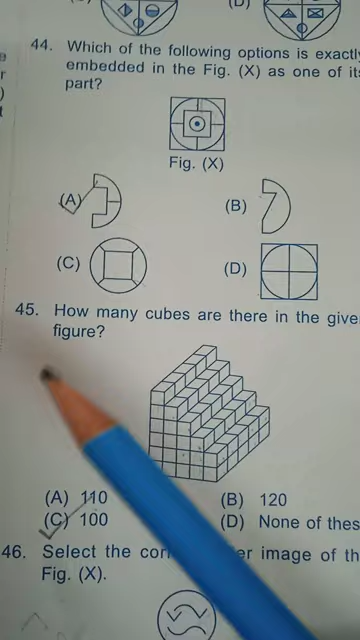 (D)
44. Which of the following options is exactly
embedded in the Fig. (X) as one of its
part?
Fig. (X)
(A)
(B)
(C)
(D)
45. How many cubes are there in the give
figure?
(A) 110
(B) 120
(C) 100
(D) None of thes
46. Select the cor er image of th
Fig. (X).